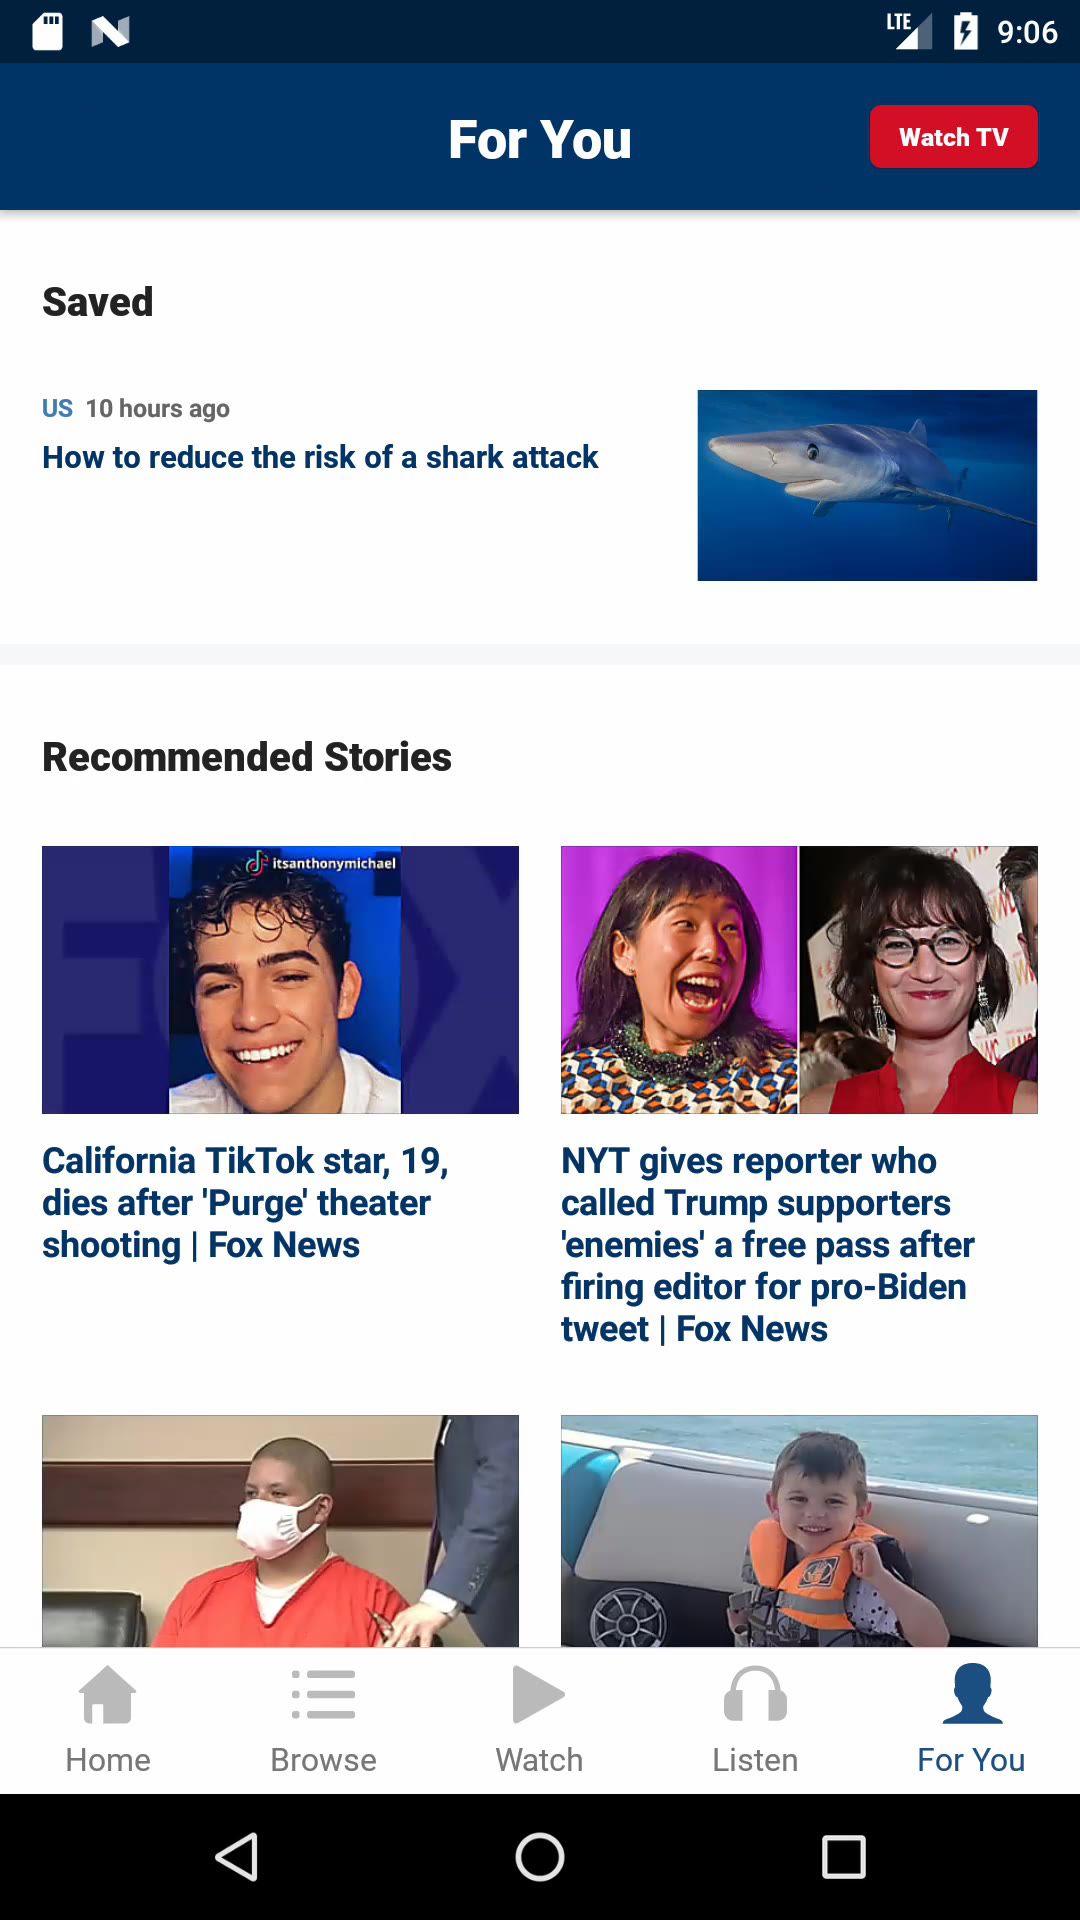 LTE 9:06
For You
Watch TV
Saved
US 10 hours ago
How to reduce the risk of a shark attack
Recommended Stories
itsanthonymichael
California TikTok star, 19,
dies after 'Purge' theater
shooting | Fox News
NYT gives reporter who
called Trump supporters
'enemies' a free pass after
firing editor for pro-Biden
tweet | Fox News
Home
Browse
Watch
Listen
For You